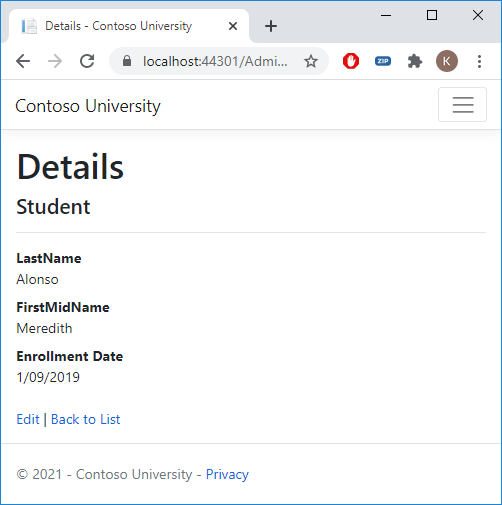 Details - Contoso University
localhost:44301/Admi...
ZIP
K
Contoso University
Details
Student
LastName
Alonso
FirstMidName
Meredith
Enrollment Date
1/09/2019
Edit | Back to List
© 2021 - Contoso University - Privacy